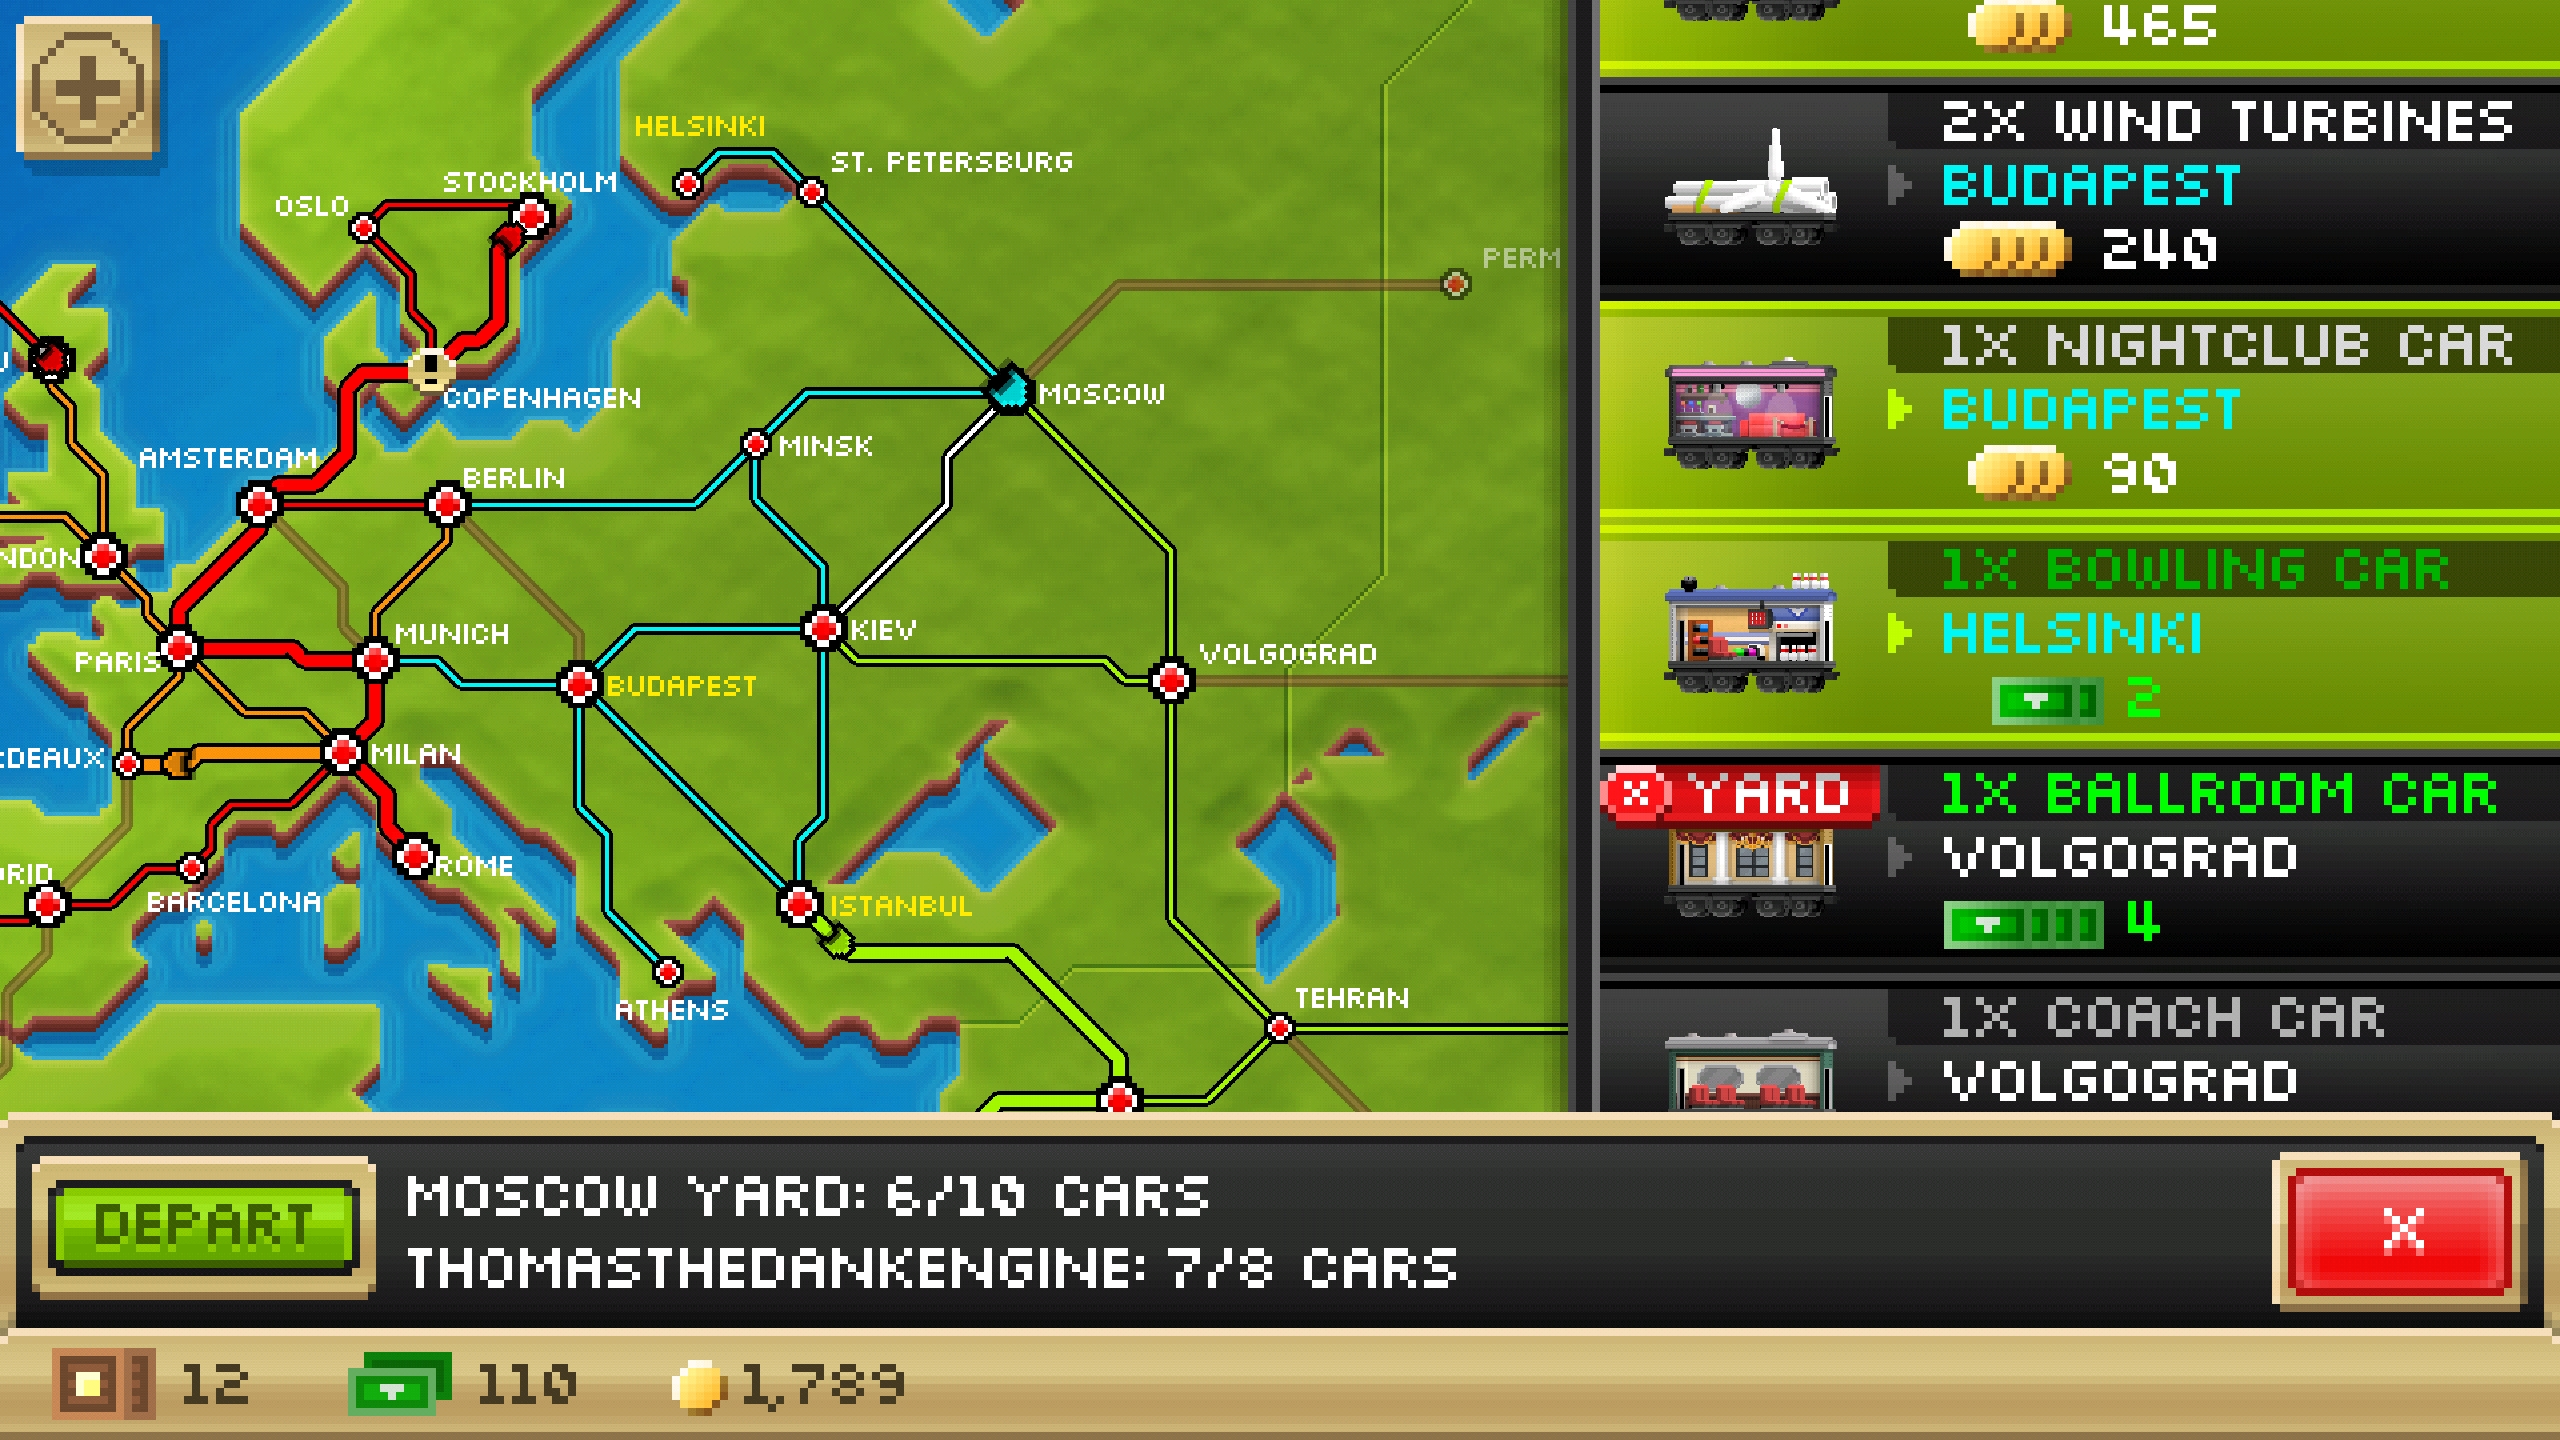 HELSINKI
ST. PETERSBURG
STOCKHOLM
OSLO
PERM
MOSCOW
COPENHAGEN
MINSK
AMSTERDAM
BERLIN
NDON
MUNICH
KIEV
VOLGOGRAD
PARIS
BUDAPEST
DEAUX
MILAN
ROME
RID
BARCELONA
ISTANBUL
ATHENS
TEHRAN
465
2X WIND TURBINES
BUDAPEST
240
1X NIGHTCLUB CAR
BUDAPEST
90
1X BOWLING CAR
HELSINKI
2
X YARD
1X BALLROOM CAR
VOLGOGRAD
4
1X COACH CAR
VOLGOGRAD
DEPART
MOSCOW YARD: 6/10 CARS
THOMASTHEDANKENGINE: 7/8 CARS
X
12
110
1,789